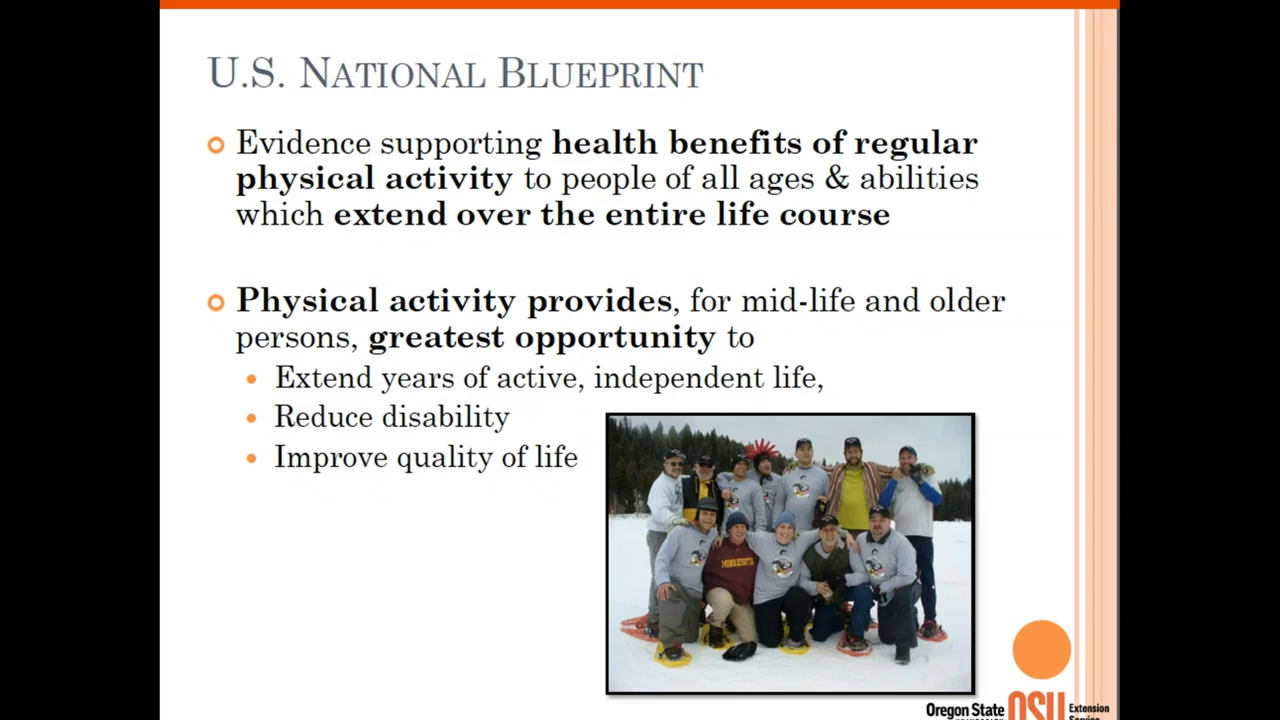 U.S. NATIONAL BLUEPRINT
Evidence supporting health benefits of regular
physical activity to people of all ages & abilities
which extend over the entire life course
Physical activity provides, for mid-life and older
persons, greatest opportunity to
Extend years of active, independent life,
Reduce disability
Improve quality of life
MINNESOTA
Oregon State
OSU
Extension